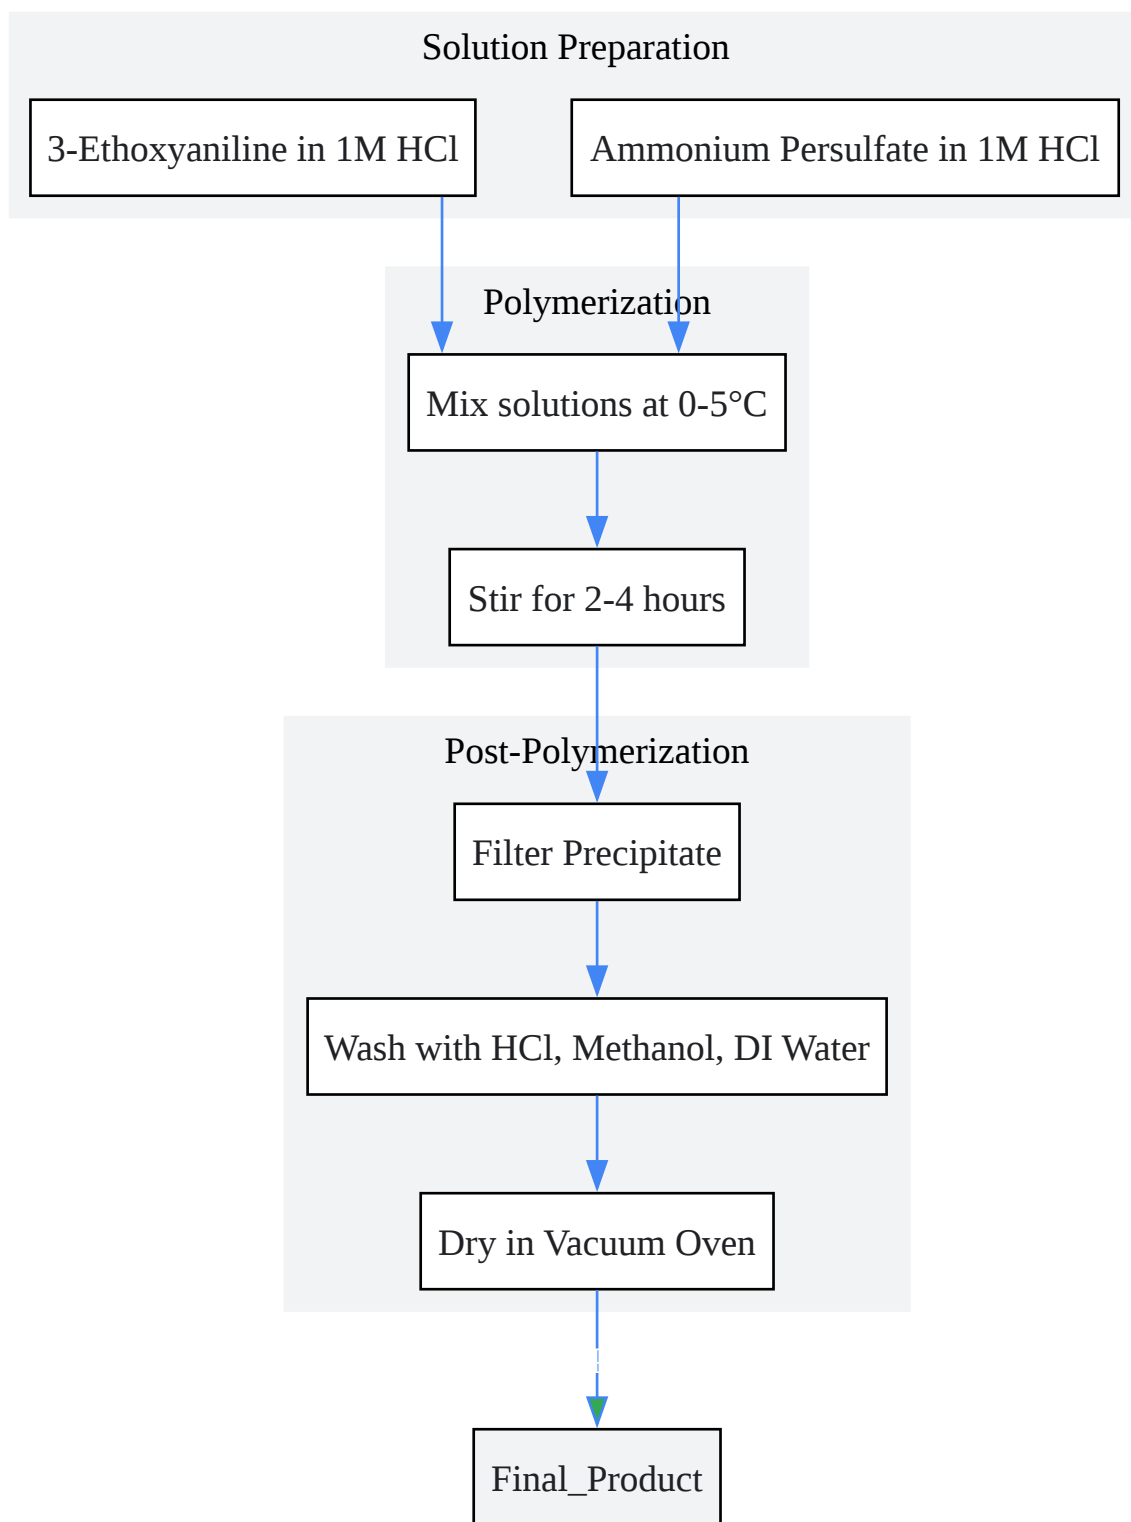 Solution Preparation
3-Ethoxyaniline in 1M HCl
Ammonium Persulfate in 1M HCl
Polymerization
Mix solutions at 0-5°C
Stir for 2-4 hours
Post-Polymerization
Filter Precipitate
Wash with HCl, Methanol, DI Water
Dry in Vacuum Oven
Final_Product